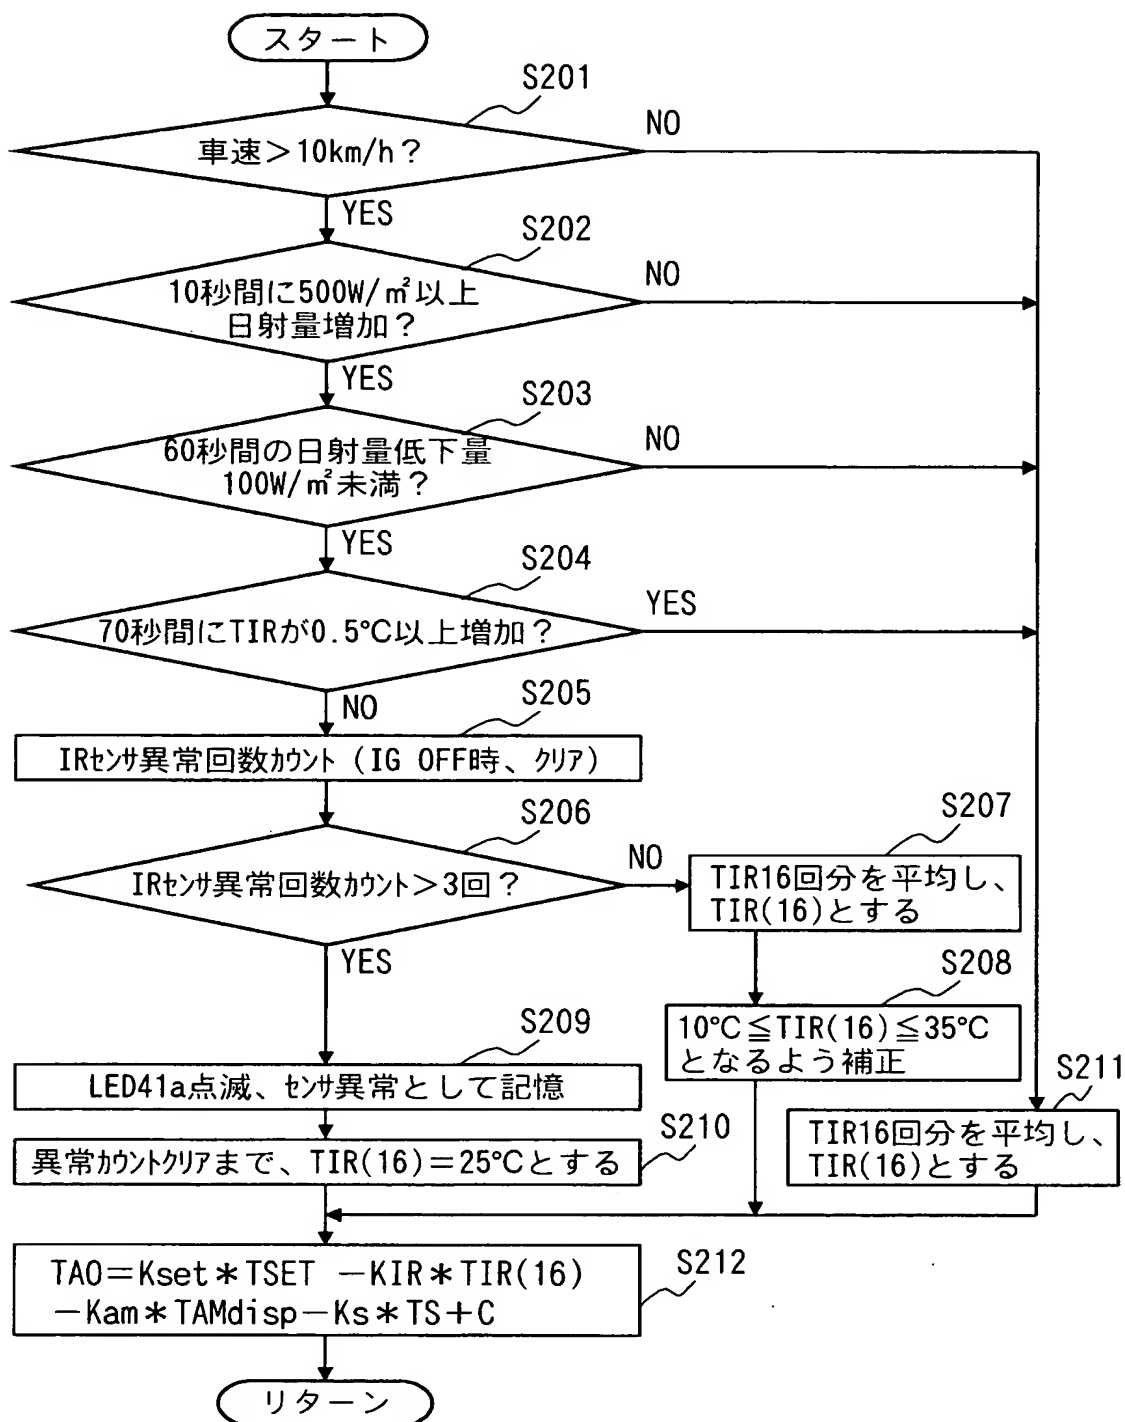 スタート
S201
車速＞10km/h？
NO
YES
S202
10秒間に500W/㎡以上
日射量増加？
NO
YES
S203
60秒間の日射量低下量
100W/㎡未満？
NO
YES
S204
70秒間にTIRが0.5℃以上増加？
YES
NO
S205
IRｾﾝｻ異常回数ｶｳﾝﾄ（IG OFF時、ｸﾘｱ）
S206
IRｾﾝｻ異常回数ｶｳﾝﾄ＞3回？
NO
YES
S207
TIR16回分を平均し、
TIR(16)とする
S208
10℃≦TIR(16)≦35℃
となるよう補正
S209
LED41a点滅、ｾﾝｻ異常として記憶
S210
異常ｶｳﾝﾄｸﾘｱまで、TIR(16)＝25℃とする
S211
TIR16回分を平均し、
TIR(16)とする
S212
TAO＝Kset＊TSET －KIR＊TIR(16)
－Kam＊TAMdisp－Ks＊TS＋C
リターン